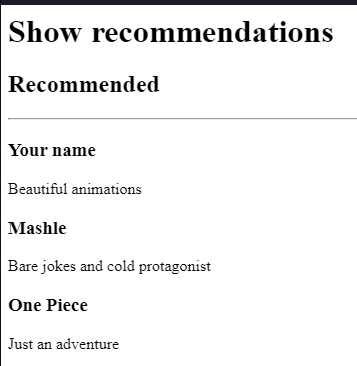 Show recommendations
Recommended
Your name
Beautiful animations
Mashle
Bare jokes and cold protagonist
One Piece
Just an adventure